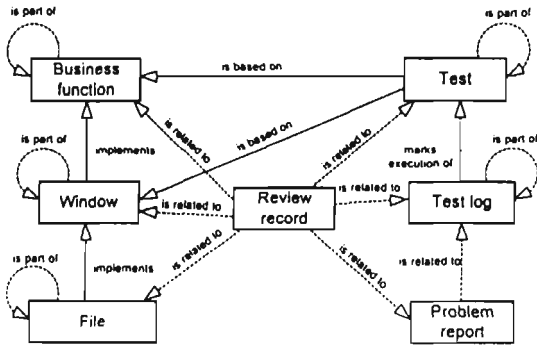 is part of
is part of
Business
function
is based on
Test
is part of
implements
is related to
is based on
is related to
marks
execution of
is part of
Window
is related to
Review
record
is related to
Test log
is part of
implements
is related to
is related to
is related to
File
Problem
report